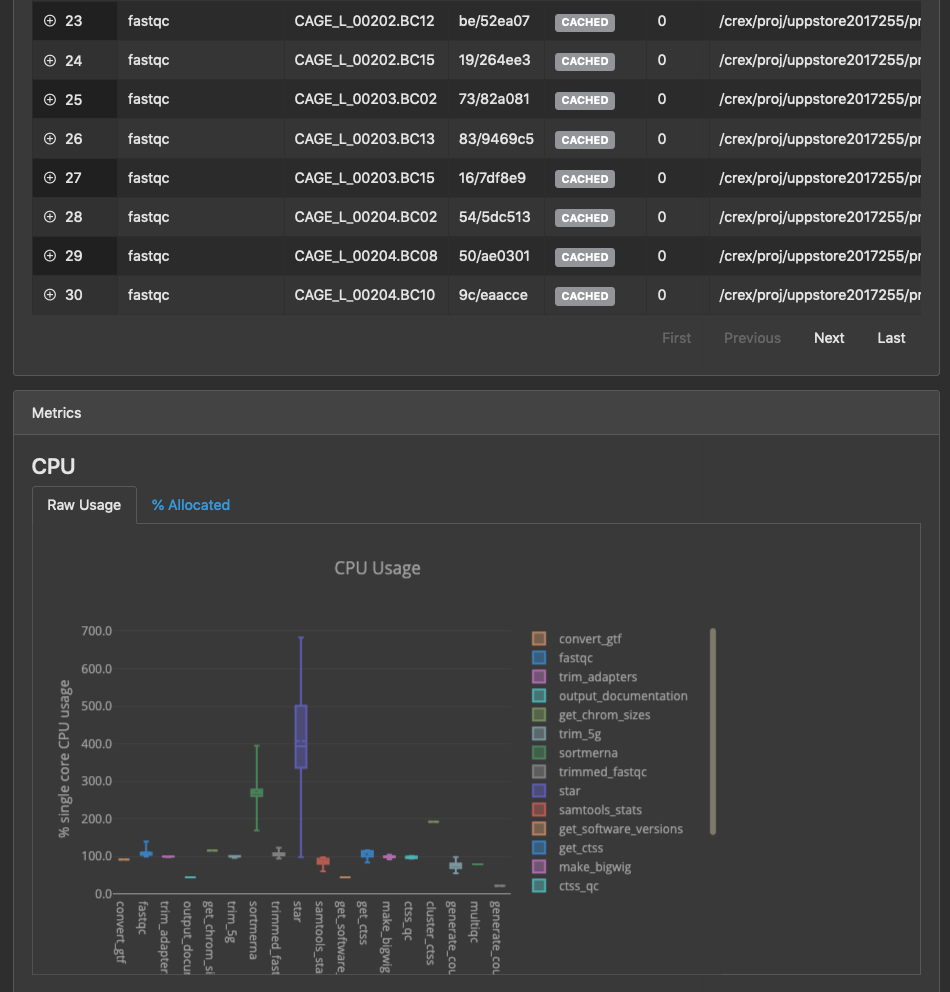 23 fastqc CAGE_L_00202.BC12 be/52ea07 CACHED 0 /crex/proj/uppstore2017255/pr
24 fastqc CAGE_L_00202.BC15 19/264ee3 CACHED 0 /crex/proj/uppstore2017255/pr
25 fastqc CAGE_L_00203.BC02 73/82a081 CACHED 0 /crex/proj/uppstore2017255/pr
26 fastqc CAGE_L_00203.BC13 83/9469c5 CACHED 0 /crex/proj/uppstore2017255/pr
27 fastqc CAGE_L_00203.BC15 16/7df8e9 CACHED 0 /crex/proj/uppstore2017255/pr
28 fastqc CAGE_L_00204.BC02 54/5dc513 CACHED 0 /crex/proj/uppstore2017255/pr
29 fastqc CAGE_L_00204.BC08 50/ae0301 CACHED 0 /crex/proj/uppstore2017255/pr
30 fastqc CAGE_L_00204.BC10 9c/eaacce CACHED 0 /crex/proj/uppstore2017255/pr
First Previous Next Last
Metrics
CPU
Raw Usage % Allocated
CPU Usage
% single core CPU usage
700.0
600.0
500.0
400.0
300.0
200.0
100.0
0.0
convert_gtf
fastqc
trim_adapter
output_docu
get_chrom_si
trim_5g
sortmerna
trimmed_fast
star
samtools_sta
get_software_
get_ctss
make_bigwig
ctss_qc
cluster_ctss
generate_cou
multiqc
generate_cou
convert_gtf
fastqc
trim_adapters
output_documentation
get_chrom_sizes
trim_5g
sortmerna
trimmed_fastqc
star
samtools_stats
get_software_versions
get_ctss
make_bigwig
ctss_qc